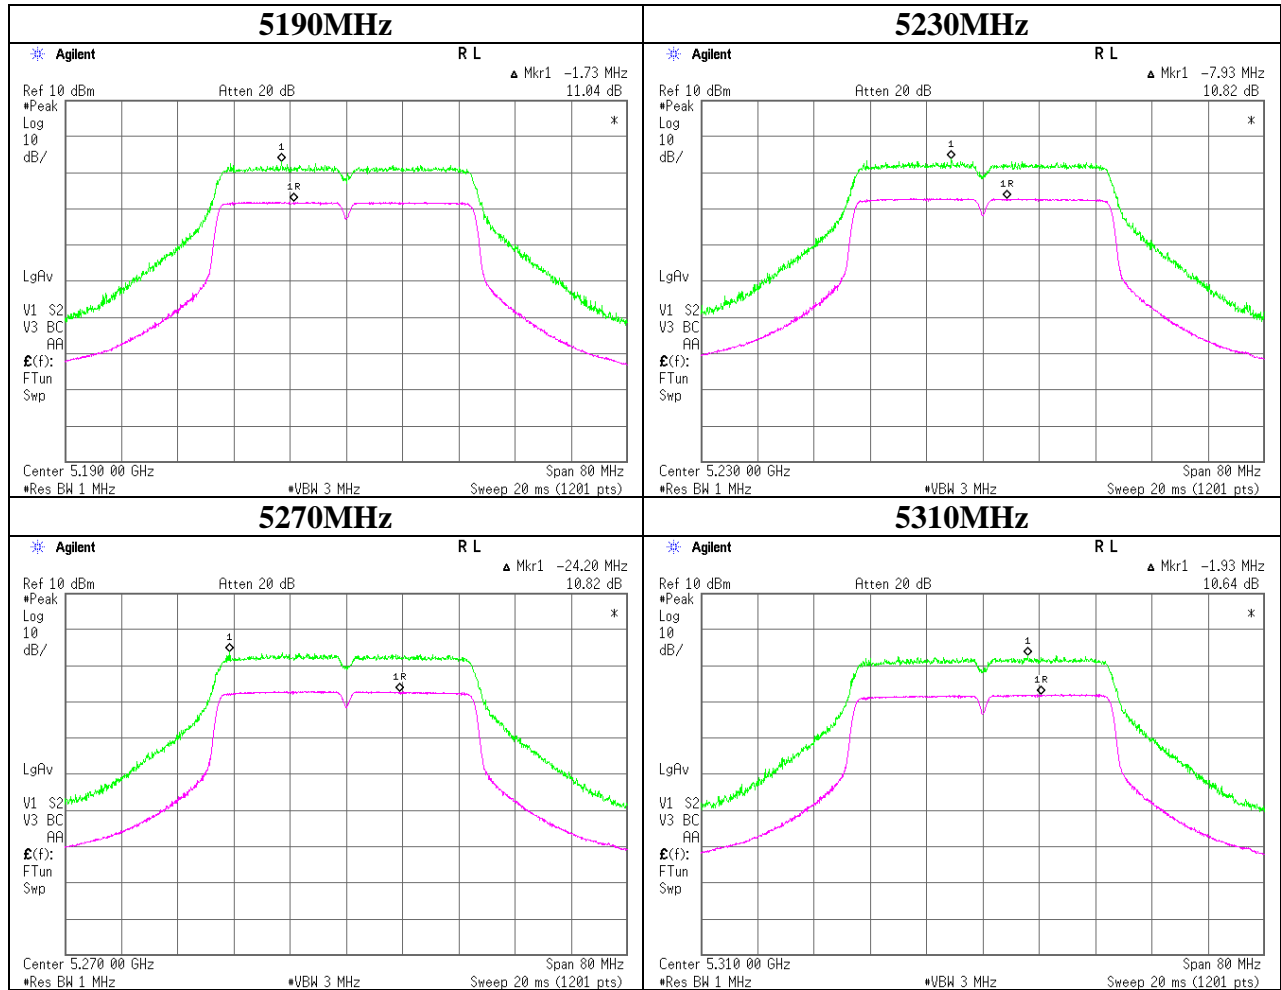 5190MHz
Agilent R L
Δ Mkr1 -1.73 MHz
Ref 10 dBm Atten 20 dB 11.04 dB
#Peak
Log
10
dB/
*
1
1R
LgAv
V1 S2
V3 BC
AA
£(f):
FTun
Swp
Center 5.190 00 GHz Span 80 MHz
#Res BW 1 MHz #VBW 3 MHz Sweep 20 ms (1201 pts)
5230MHz
Agilent R L
Δ Mkr1 -7.93 MHz
Ref 10 dBm Atten 20 dB 10.82 dB
#Peak
Log
10
dB/
*
1
1R
LgAv
V1 S2
V3 BC
AA
£(f):
FTun
Swp
Center 5.230 00 GHz Span 80 MHz
#Res BW 1 MHz #VBW 3 MHz Sweep 20 ms (1201 pts)
5270MHz
Agilent R L
Δ Mkr1 -24.20 MHz
Ref 10 dBm Atten 20 dB 10.82 dB
#Peak
Log
10
dB/
*
1
1R
LgAv
V1 S2
V3 BC
AA
£(f):
FTun
Swp
Center 5.270 00 GHz Span 80 MHz
#Res BW 1 MHz #VBW 3 MHz Sweep 20 ms (1201 pts)
5310MHz
Agilent R L
Δ Mkr1 -1.93 MHz
Ref 10 dBm Atten 20 dB 10.64 dB
#Peak
Log
10
dB/
*
1
1R
LgAv
V1 S2
V3 BC
AA
£(f):
FTun
Swp
Center 5.310 00 GHz Span 80 MHz
#Res BW 1 MHz #VBW 3 MHz Sweep 20 ms (1201 pts)